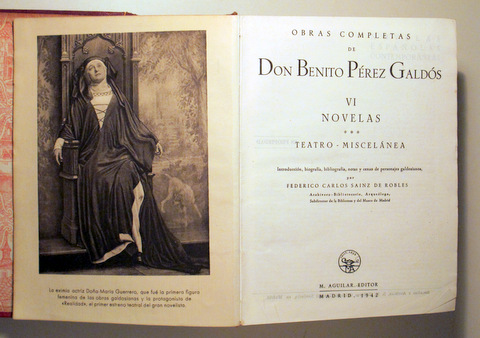 La eximia actriz Doña María Guerrero, que fué la primera figura
femenina de las obras galdosianas y la protagonista de
«Realidad», el primer estreno teatral del gran novelista.
OBRAS COMPLETAS
DE
DON BENITO PÉREZ GALDÓS
VI
NOVELAS
TEATRO - MISCELÁNEA
Introducción, biografía, bibliografía, notas y censo de personajes galdosianos,
por
FEDERICO CARLOS SAINZ DE ROBLES
Archivero-Bibliotecario, Arqueólogo,
Subdirector de la Biblioteca y del Museo de Madrid
M. AGUILAR - EDITOR
MADRID - 1942